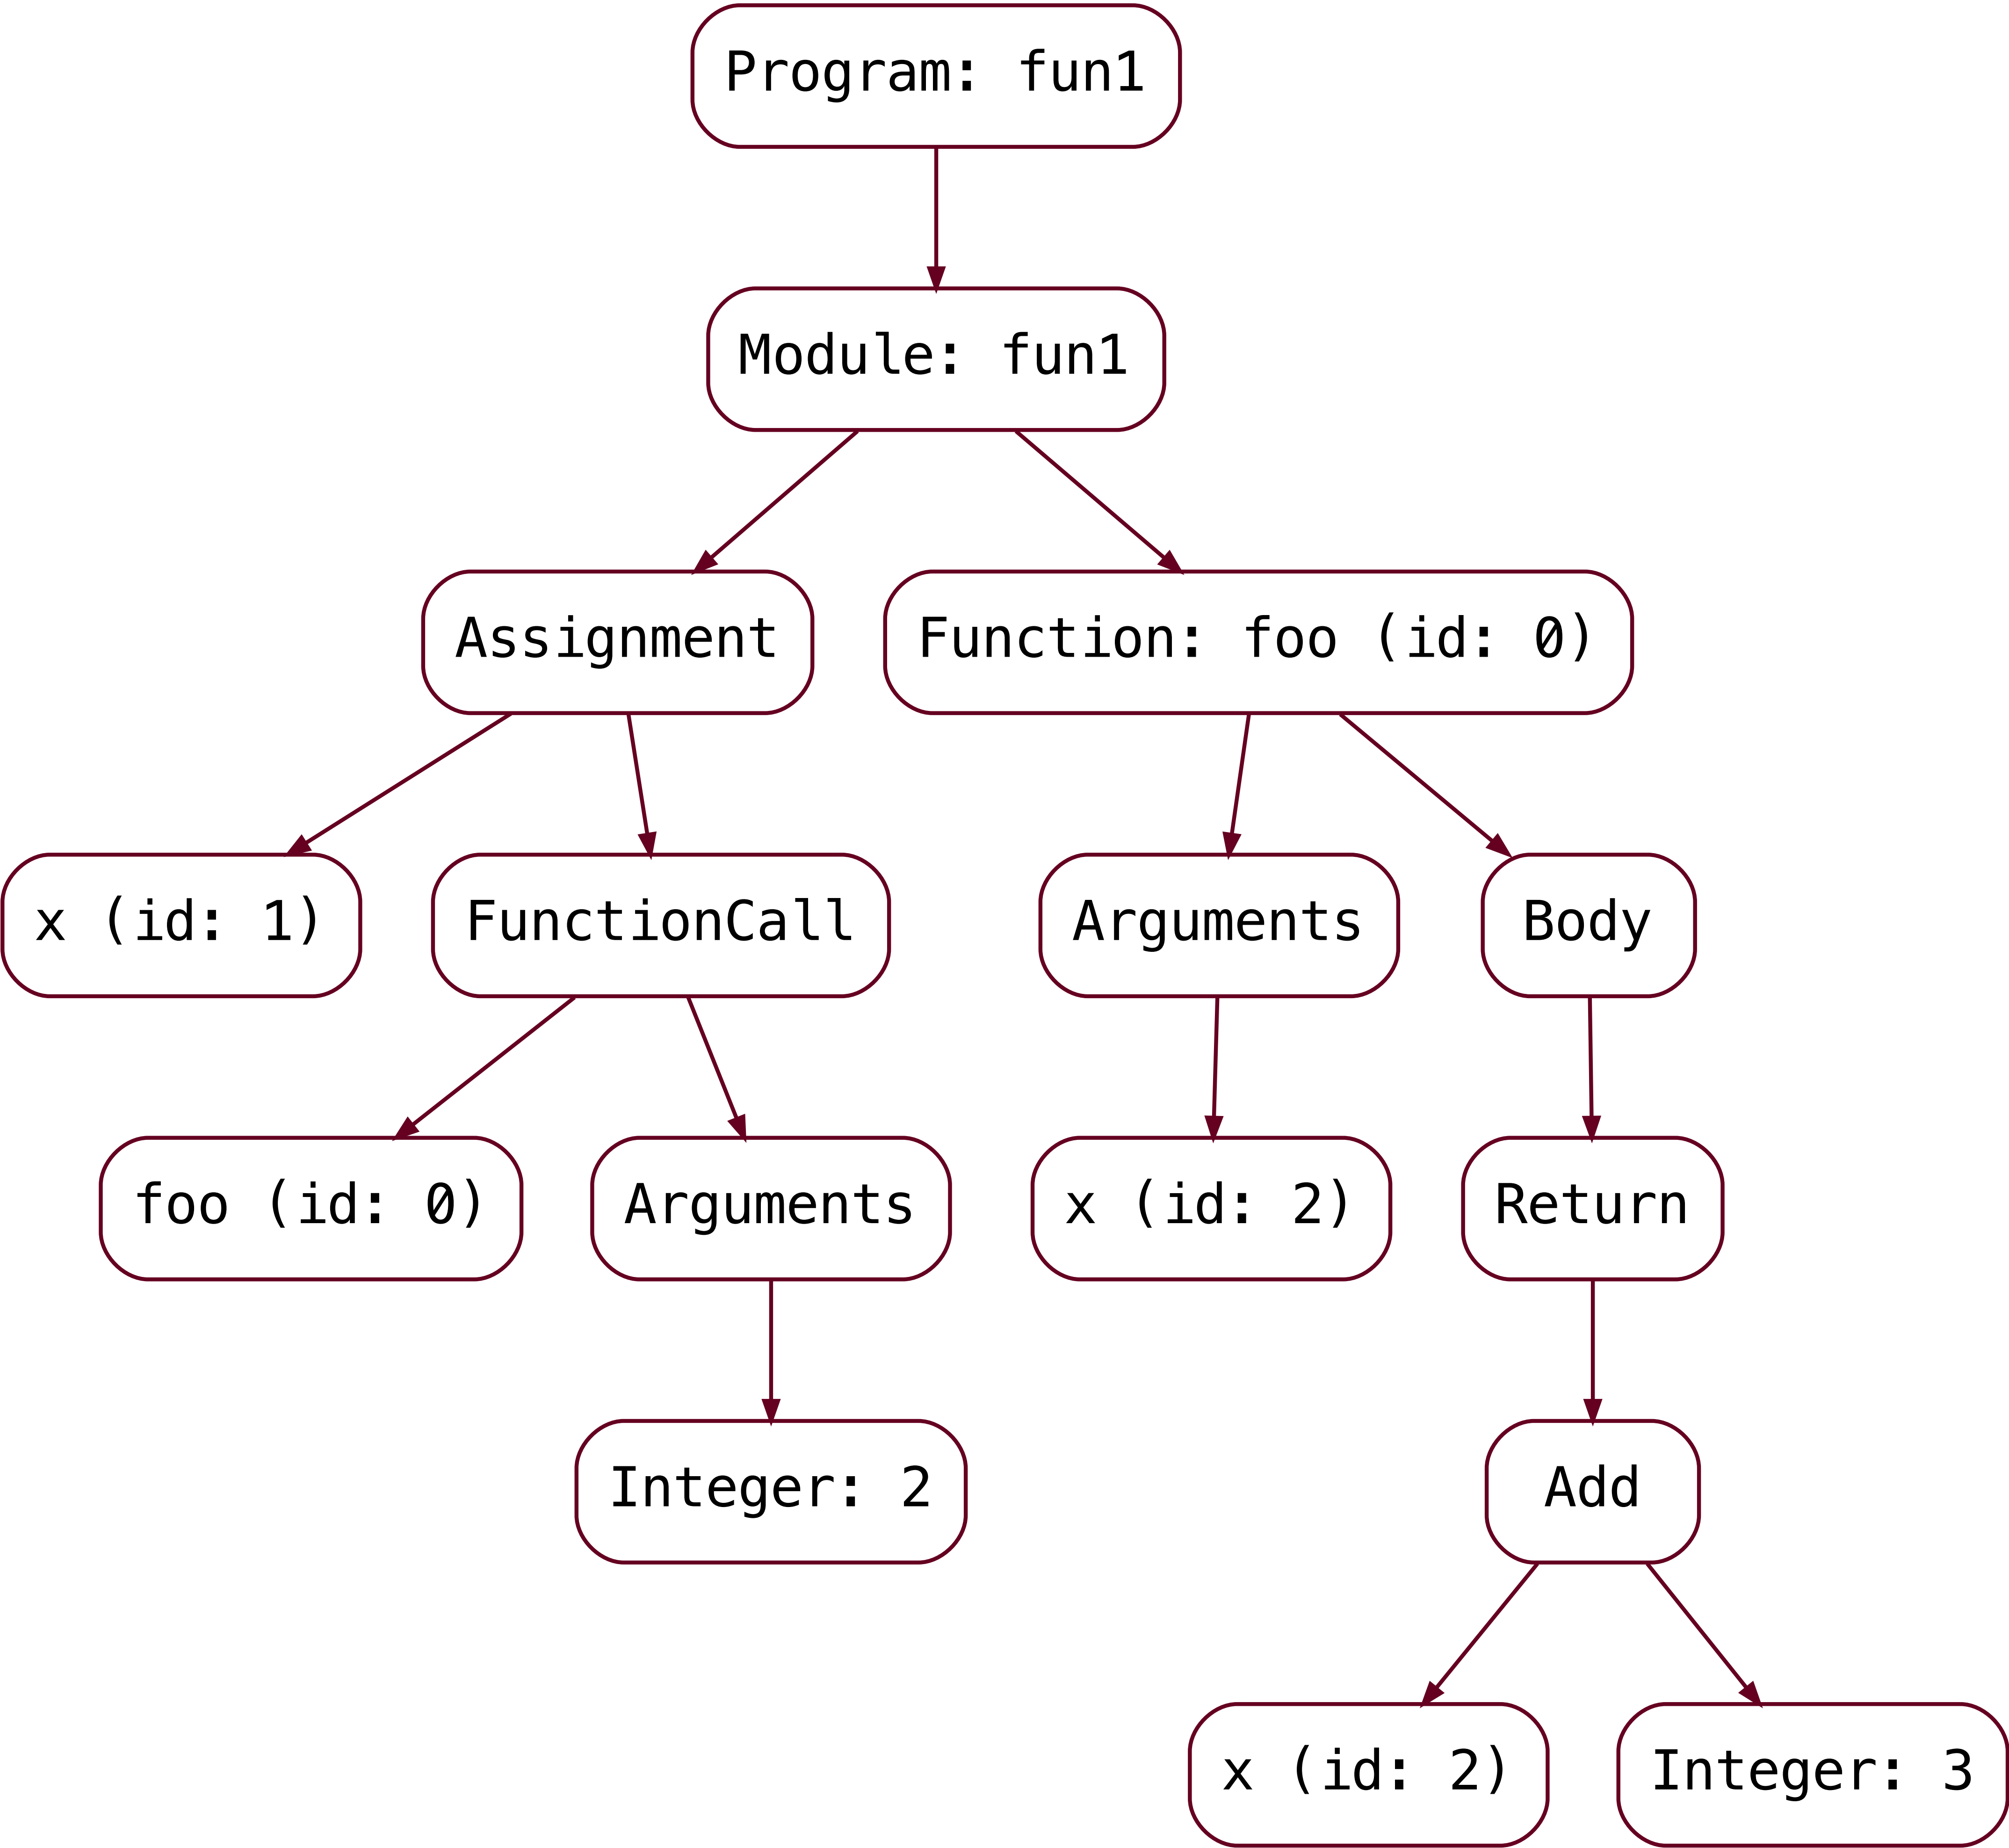 Program: fun1
Module: fun1
Assignment
Function: foo (id: 0)
x (id: 1)
FunctionCall
Arguments
Body
foo (id: 0)
Arguments
x (id: 2)
Return
Integer: 2
Add
x (id: 2)
Integer: 3